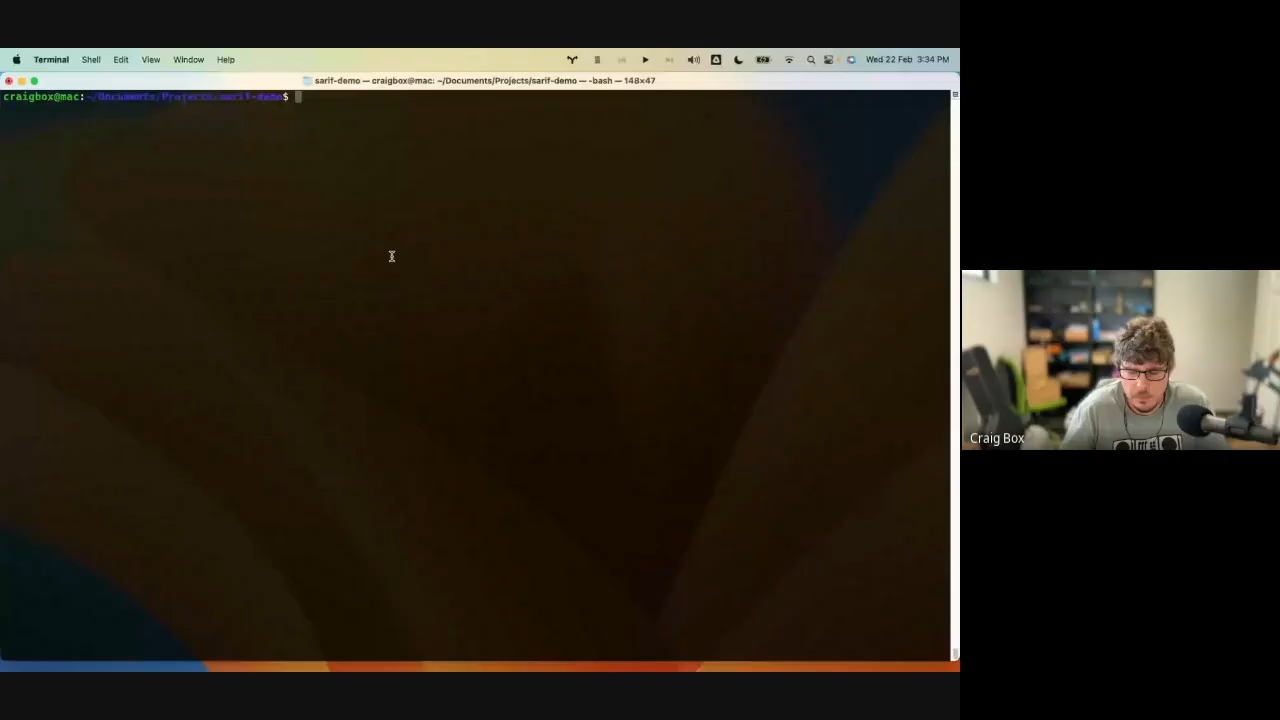 Terminal Shell Edit View Window Help Wed 22 Feb 3:34 PM
sarif-demo — craigbox@mac: ~/Documents/Projects/sarif-demo — -bash — 148×47
craigbox@mac:~/Documents/Projects/sarif-demo$
Craig Box